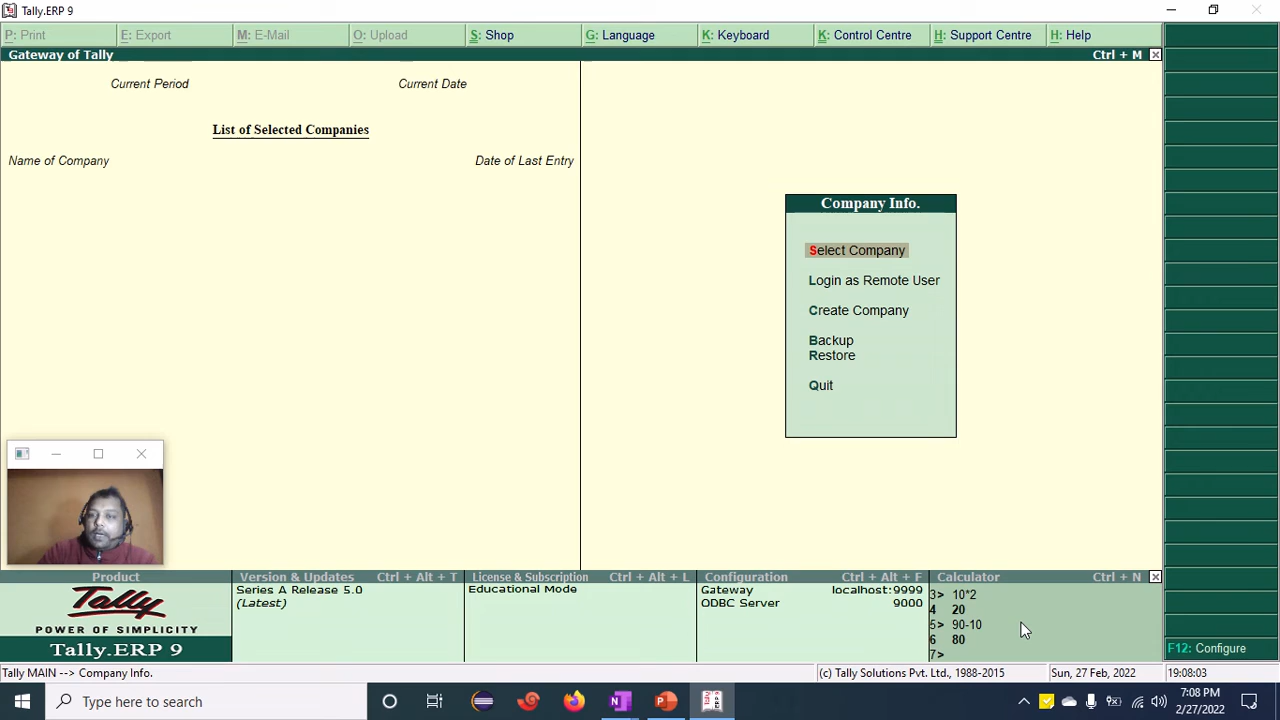 Tally.ERP 9
P: Print
E: Export
M: E-Mail
O: Upload
S: Shop
G: Language
K: Keyboard
K: Control Centre
H: Support Centre
H: Help
Gateway of Tally
Ctrl + M
Current Period
Current Date
List of Selected Companies
Name of Company
Date of Last Entry
Company Info.
Select Company
Login as Remote User
Create Company
Backup
Restore
Quit
Product
Tally
POWER OF SIMPLICITY
Tally.ERP 9
Version & Updates Ctrl + Alt + T
Series A Release 5.0
(Latest)
License & Subscription Ctrl + Alt + L
Educational Mode
Configuration Ctrl + Alt + F
Gateway localhost:9999
ODBC Server 9000
Calculator Ctrl + N
3> 10*2
4 20
5> 90-10
6 80
7>
F12: Configure
Tally MAIN --> Company Info.
(c) Tally Solutions Pvt. Ltd., 1988-2015
Sun, 27 Feb, 2022
19:08:03
Type here to search
7:08 PM
2/27/2022